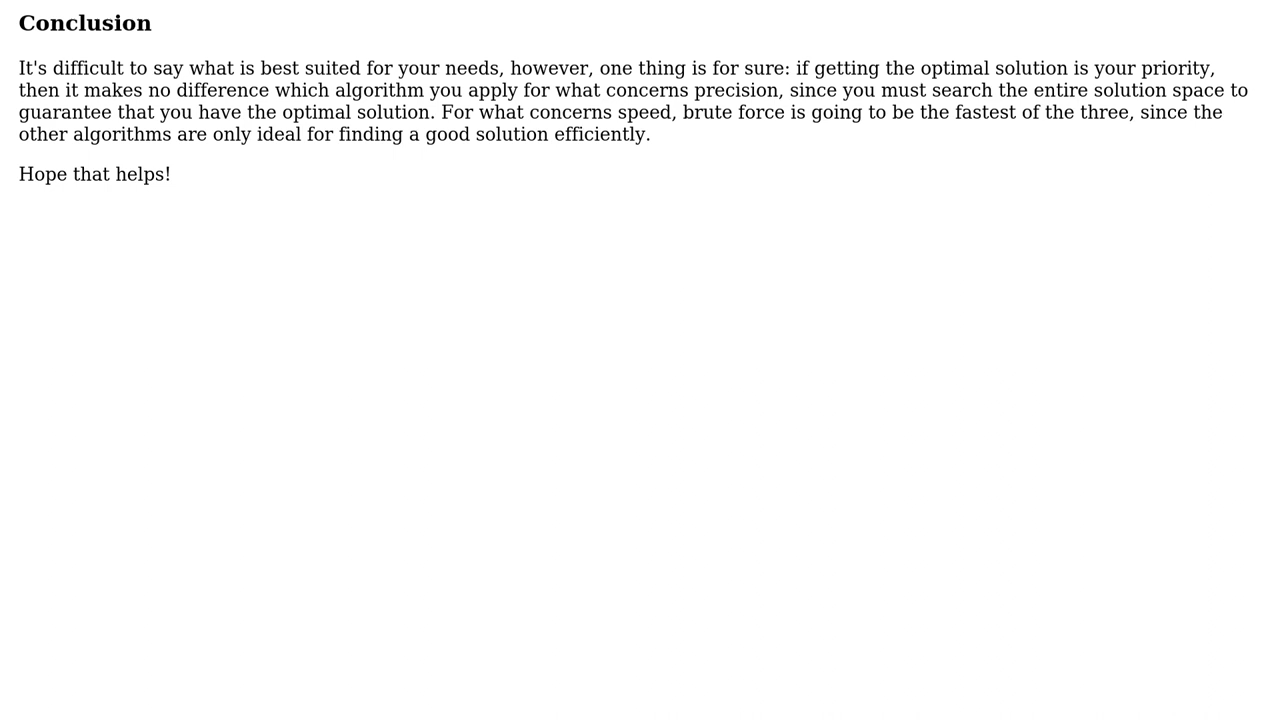 Conclusion
It's difficult to say what is best suited for your needs, however, one thing is for sure: if getting the optimal solution is your priority,
then it makes no difference which algorithm you apply for what concerns precision, since you must search the entire solution space to
guarantee that you have the optimal solution. For what concerns speed, brute force is going to be the fastest of the three, since the
other algorithms are only ideal for finding a good solution efficiently.
Hope that helps!